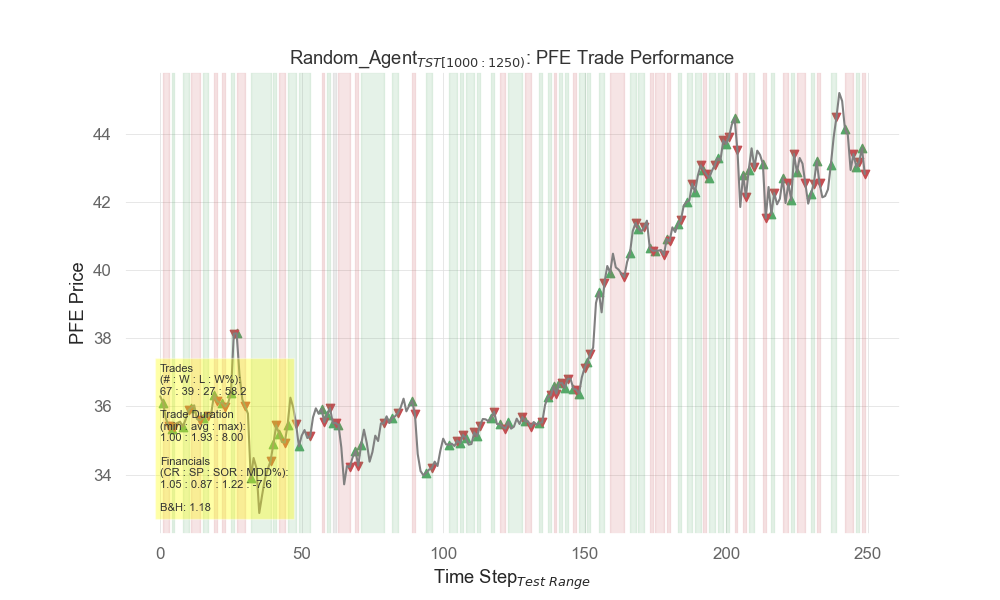 Random_Agent TST[1000 : 1250) : PFE Trade Performance
PFE Price
44
42
40
38
36
34
Trades
(# : W : L : W%):
67 : 39 : 27 : 58.2
Trade Duration
(min : avg : max):
1.00 : 1.93 : 8.00
Financials
(CR : SP : SOR : MDD%):
1.05 : 0.87 : 1.22 : -7.6
B&H: 1.18
0 50 100 150 200 250
Time Step Test Range